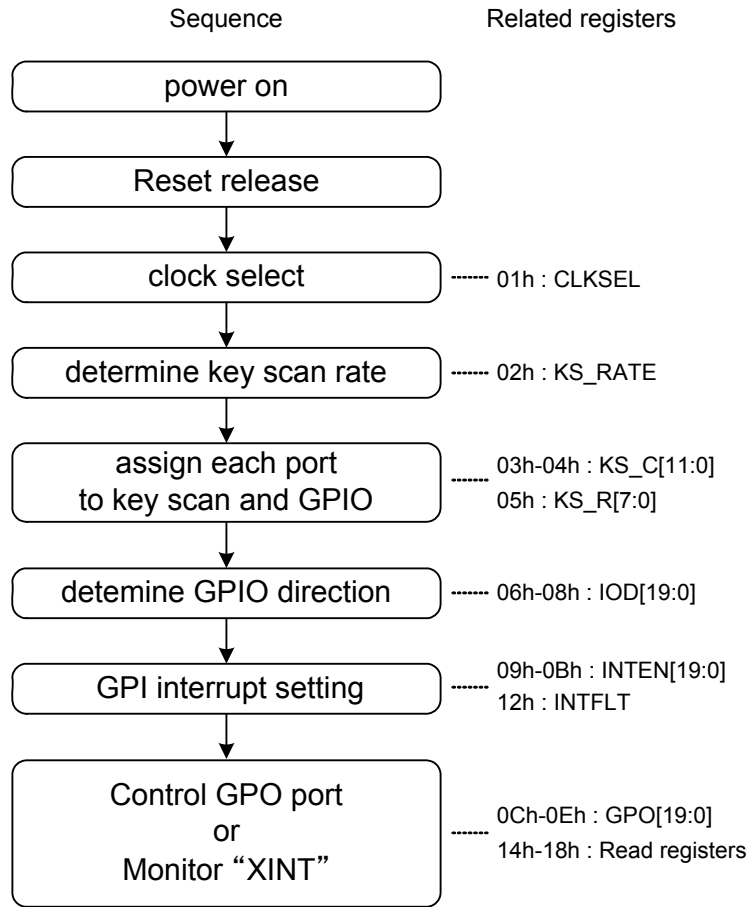 Sequence
Related registers
power on
Reset release
clock select
01h : CLKSEL
determine key scan rate
02h : KS_RATE
assign each port
to key scan and GPIO
03h-04h : KS_C[11:0]
05h : KS_R[7:0]
detemine GPIO direction
06h-08h : IOD[19:0]
GPI interrupt setting
09h-0Bh : INTEN[19:0]
12h : INTFLT
Control GPO port
or
Monitor “XINT”
0Ch-0Eh : GPO[19:0]
14h-18h : Read registers